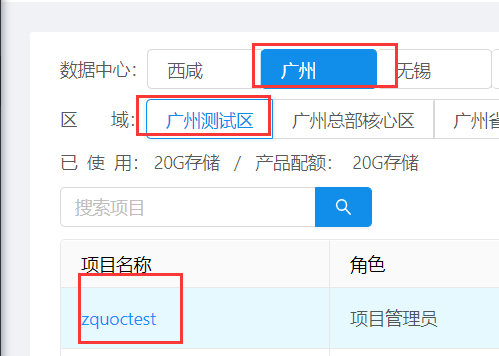 数据中心： 西咸 广州 无锡
区 域： 广州测试区 广州总部核心区 广州省
已 使 用： 20G存储 / 产品配额： 20G存储
搜索项目
项目名称 角色
zquoctest 项目管理员